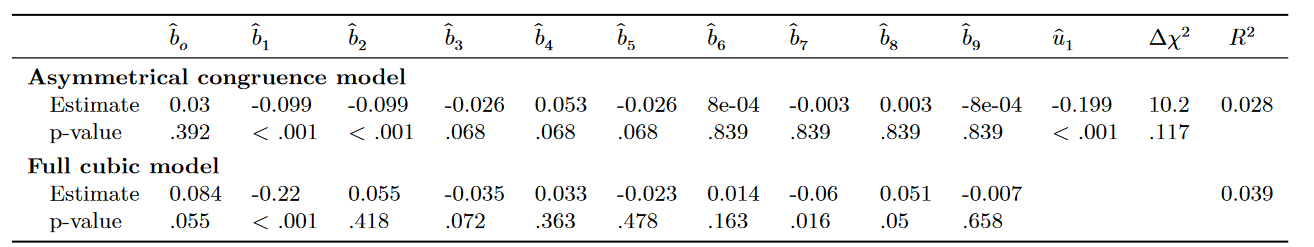 b̂ₒ b̂₁ b̂₂ b̂₃ b̂₄ b̂₅ b̂₆ b̂₇ b̂₈ b̂₉ û₁ Δχ² R²
Asymmetrical congruence model
Estimate 0.03 -0.099 -0.099 -0.026 0.053 -0.026 8e-04 -0.003 0.003 -8e-04 -0.199 10.2 0.028
p-value .392 < .001 < .001 .068 .068 .068 .839 .839 .839 .839 < .001 .117
Full cubic model
Estimate 0.084 -0.22 0.055 -0.035 0.033 -0.023 0.014 -0.06 0.051 -0.007 0.039
p-value .055 < .001 .418 .072 .363 .478 .163 .016 .05 .658